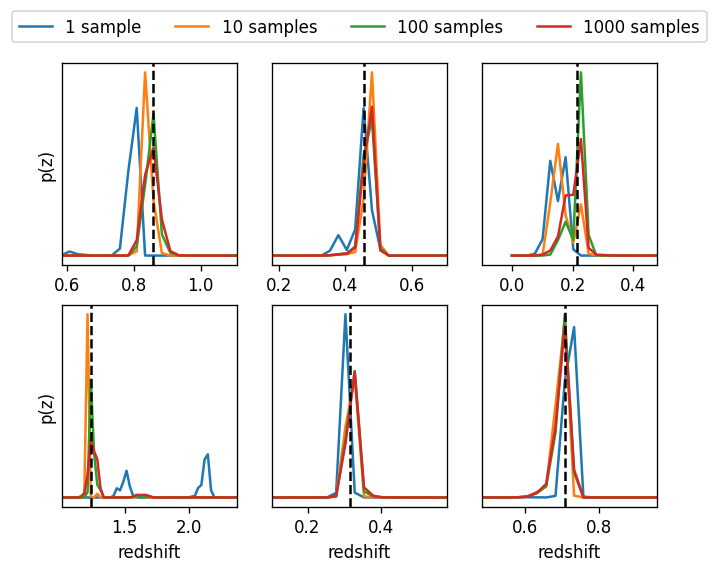 1 sample 10 samples 100 samples 1000 samples
p(z)
0.6 0.8 1.0 0.2 0.4 0.6 0.0 0.2 0.4
p(z)
1.5 2.0 0.2 0.4 0.6 0.8
redshift redshift redshift